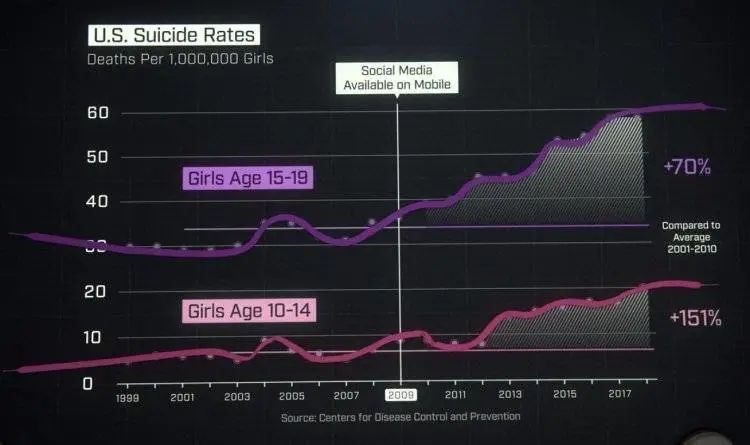 U.S. Suicide Rates
Deaths Per 1,000,000 Girls
Social Media
Available on Mobile
60
50
40
30
20
10
0
Girls Age 15-19
+70%
Compared to
Average
2001-2010
Girls Age 10-14
+151%
1999
2001
2003
2005
2007
2009
2011
2013
2015
2017
Source: Centers for Disease Control and Prevention